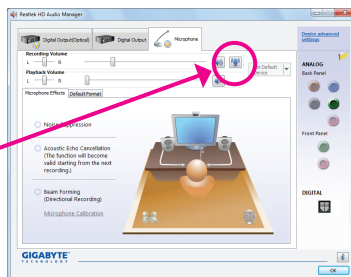 Realtek HD Audio Manager
Digital Output(Optical)
Digital Output
Microphone
Device advanced
settings
Recording Volume
L
R
Set Default
Device
Playback Volume
L
R
Microphone Effects
Default Format
ANALOG
Back Panel
Noise Suppression
Acoustic Echo Cancellation
(The function will become
valid starting from the next
recording.)
Beam Forming
(Directional Recording)
Microphone Calibration
Front Panel
DIGITAL
GIGABYTE
TECHNOLOGY
OK